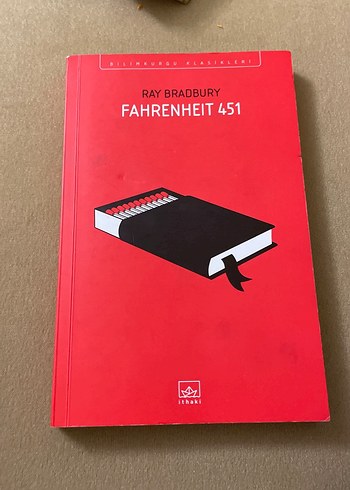 BİLİMKURGU KLASİKLERİ
RAY BRADBURY
FAHRENHEIT 451
ithaki